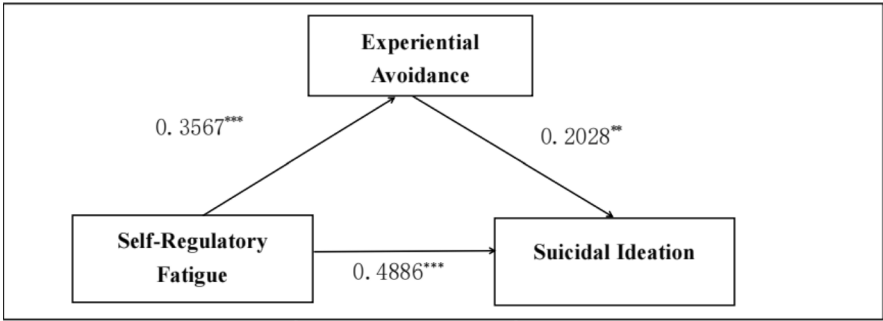 Experiential
Avoidance
0.3567***
0.2028**
Self-Regulatory
Fatigue
0.4886***
Suicidal Ideation